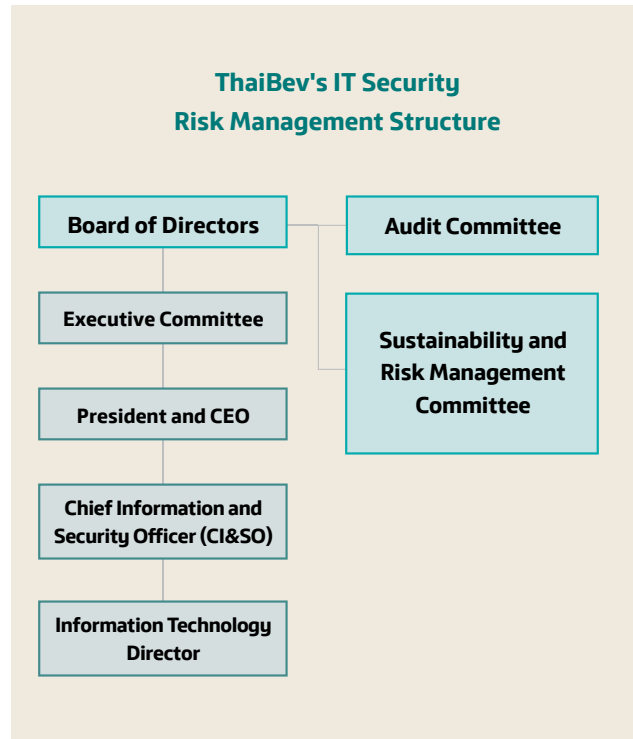 ThaiBev's IT Security
Risk Management Structure
Board of Directors
Audit Committee
Executive Committee
Sustainability and
Risk Management
Committee
President and CEO
Chief Information and
Security Officer (CI&SO)
Information Technology
Director